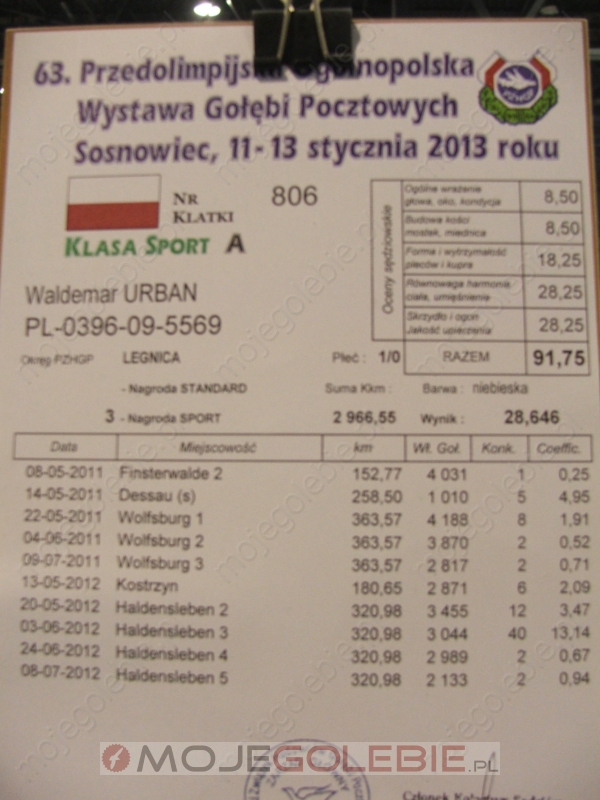 63. Przedolimpijska Ogólnopolska
Wystawa Gołębi Pocztowych
Sosnowiec, 11-13 stycznia 2013 roku
NR KLATKI 806
KLASA SPORT A
Oceny sędziowskie
Ogólne wrażenie głowa, oko, kondycja 8,50
Budowa kości mostek, miednica 8,50
Forma i wytrzymałość pleców i kupra 18,25
Równowaga harmonia ciała, umięśnienie 28,25
Skrzydło i ogon Jakość upierzenia 28,25
RAZEM 91,75
Waldemar URBAN
PL-0396-09-5569
Okręg PZHGP LEGNICA Płeć : 1/0
- Nagroda STANDARD Suma Kkm : Barwa : niebieska
3 - Nagroda SPORT 2 966,55 Wynik : 28,646
Data Miejscowość km Wł. Goł. Konk. Coeffic.
08-05-2011 Finsterwalde 2 152,77 4 031 1 0,25
14-05-2011 Dessau (s) 258,50 1 010 5 4,95
22-05-2011 Wolfsburg 1 363,57 4 188 8 1,91
04-06-2011 Wolfsburg 2 363,57 3 870 2 0,52
09-07-2011 Wolfsburg 3 363,57 2 817 2 0,71
13-05-2012 Kostrzyn 180,65 2 871 6 2,09
20-05-2012 Haldensleben 2 320,98 3 455 12 3,47
03-06-2012 Haldensleben 3 320,98 3 044 40 13,14
24-06-2012 Haldensleben 4 320,98 2 989 2 0,67
08-07-2012 Haldensleben 5 320,98 2 133 2 0,94
MOJEGOLEBIE.PL
Członek